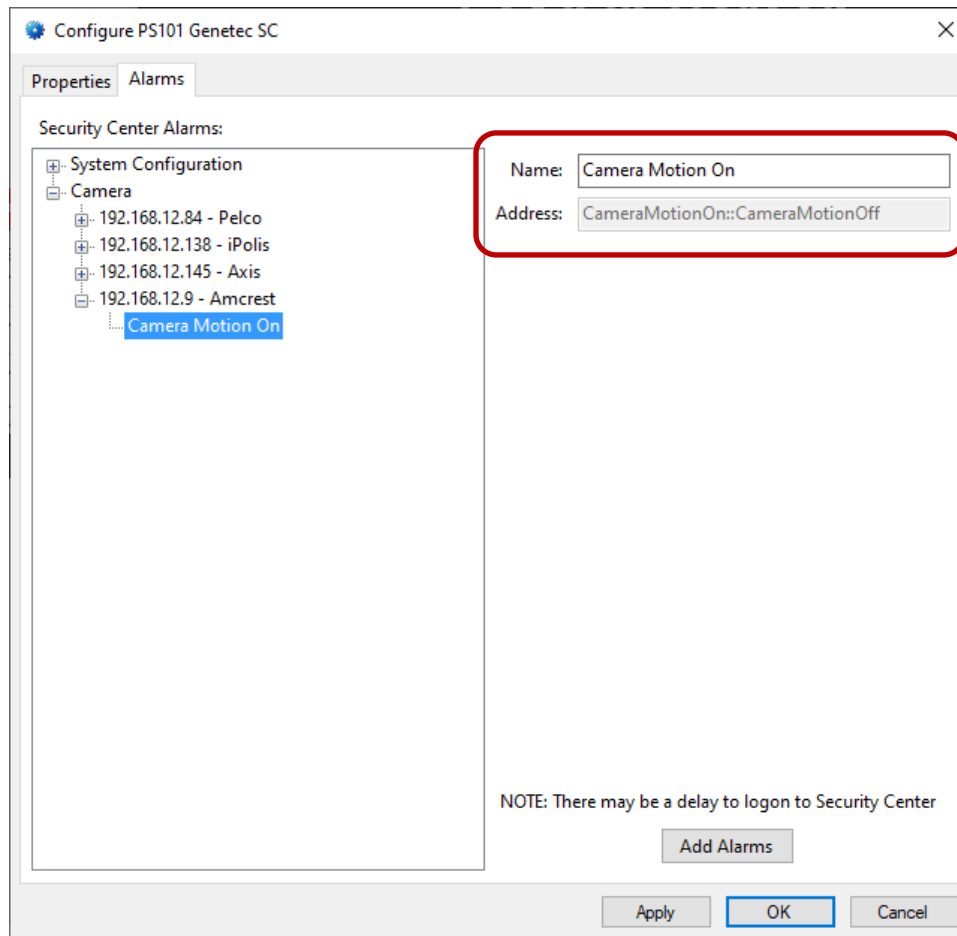 Configure PS101 Genetec SC
Properties Alarms
Security Center Alarms:
System Configuration
Camera
192.168.12.84 - Pelco
192.168.12.138 - iPolis
192.168.12.145 - Axis
192.168.12.9 - Amcrest
Camera Motion On
Name: Camera Motion On
Address: CameraMotionOn::CameraMotionOff
NOTE: There may be a delay to logon to Security Center
Add Alarms
Apply OK Cancel